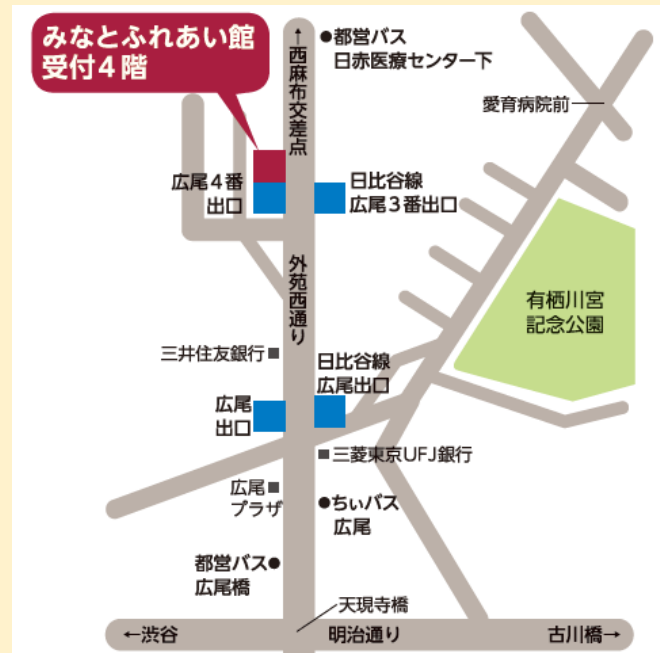 みなとふれあい館
受付4階
←西麻布交差点
●都営バス
日赤医療センター下
愛育病院前
広尾4番
出口
日比谷線
広尾3番出口
外苑西通り
有栖川宮
記念公園
三井住友銀行■
日比谷線
広尾出口
広尾
出口
■三菱東京UFJ銀行
広尾■
プラザ
●ちぃバス
広尾
都営バス●
広尾橋
天現寺橋
←渋谷
明治通り
古川橋→